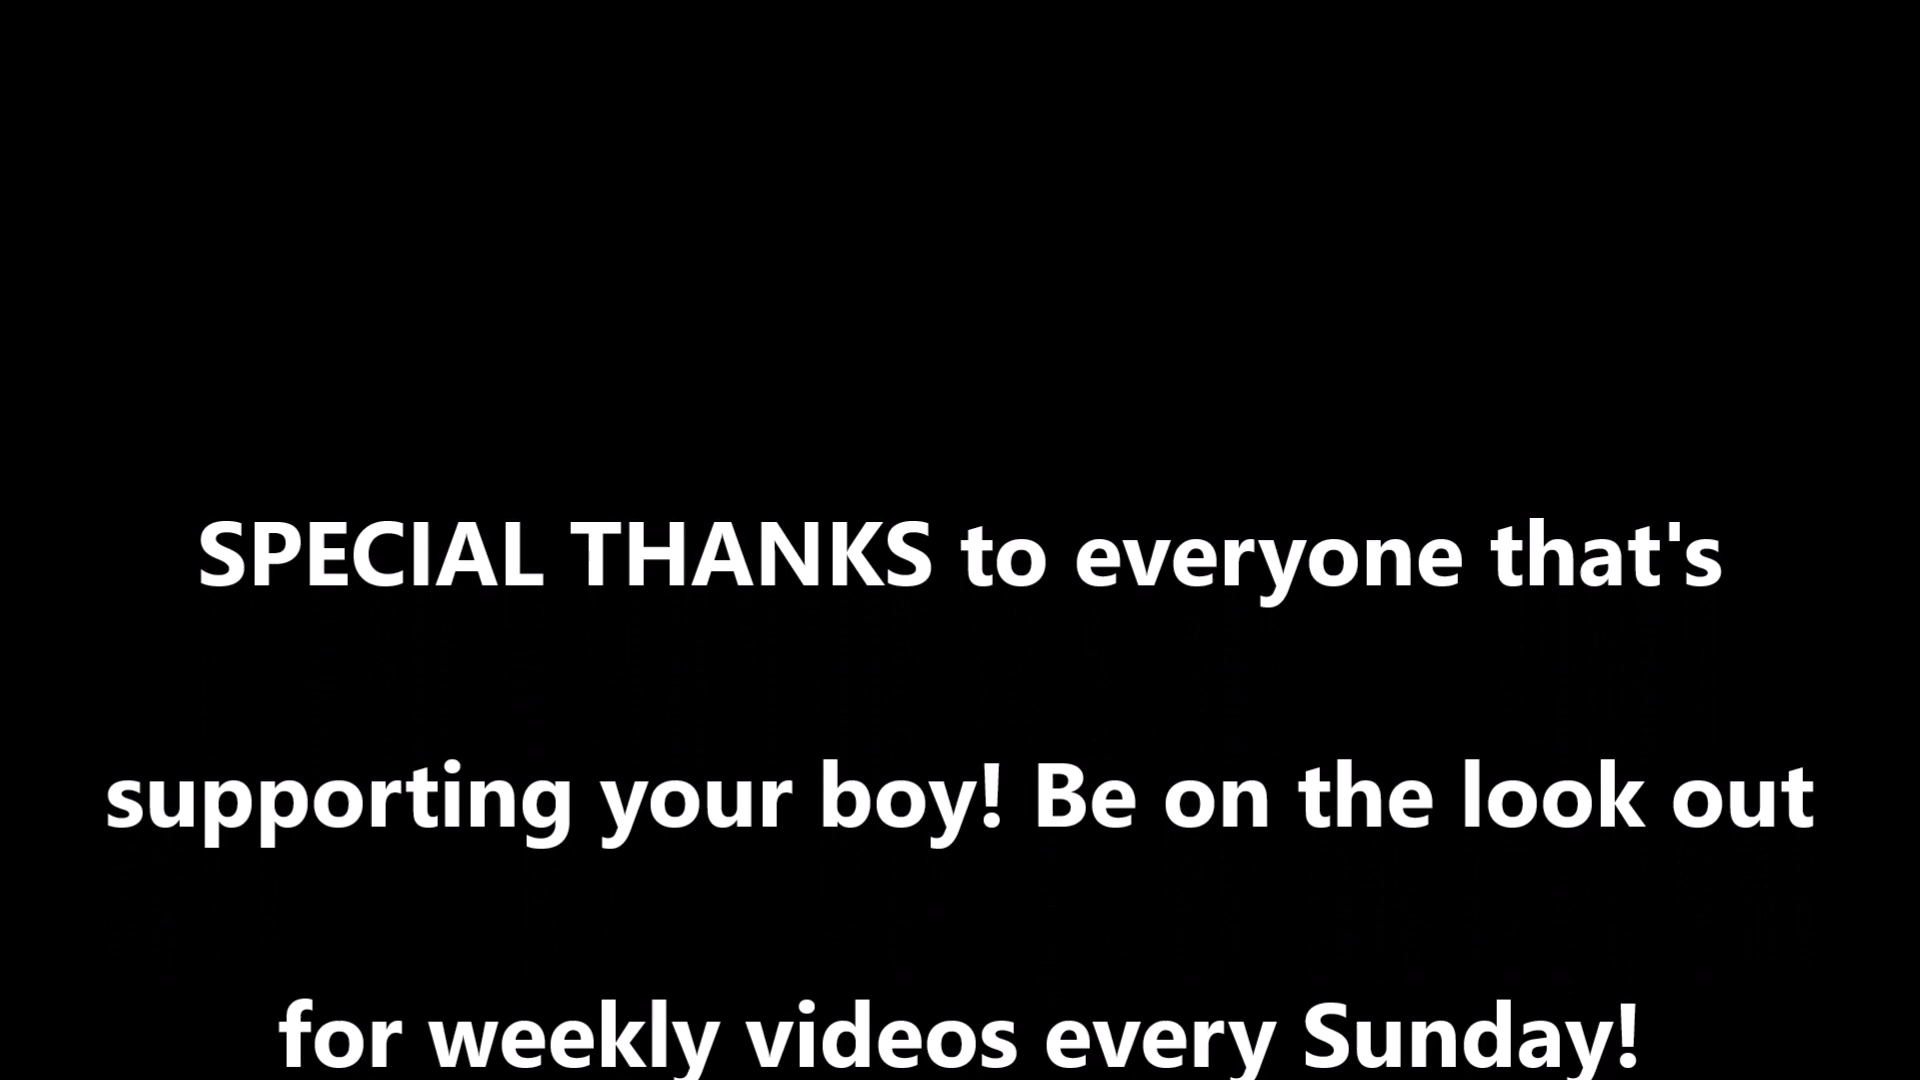 SPECIAL THANKS to everyone that's
supporting your boy! Be on the look out
for weekly videos every Sunday!